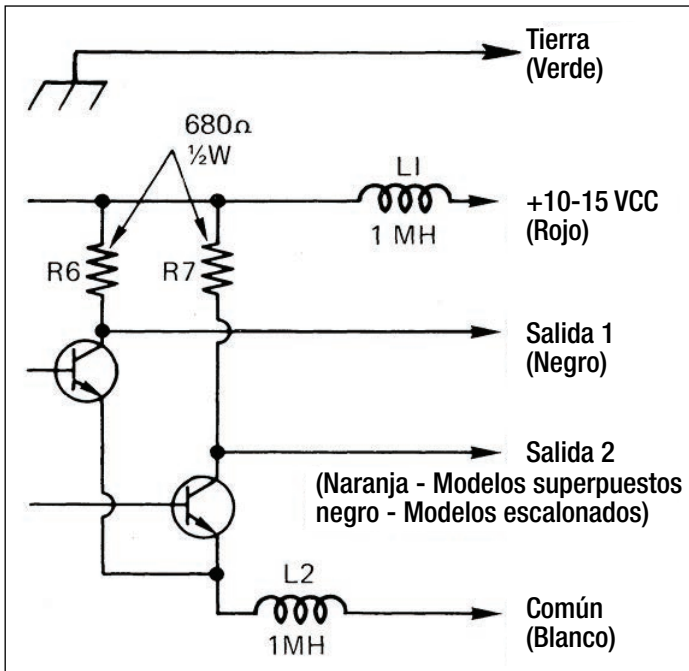 Tierra
(Verde)
680Ω
½W
L1
1 MH
+10-15 VCC
(Rojo)
R6
R7
Salida 1
(Negro)
Salida 2
(Naranja - Modelos superpuestos
negro - Modelos escalonados)
L2
1MH
Común
(Blanco)